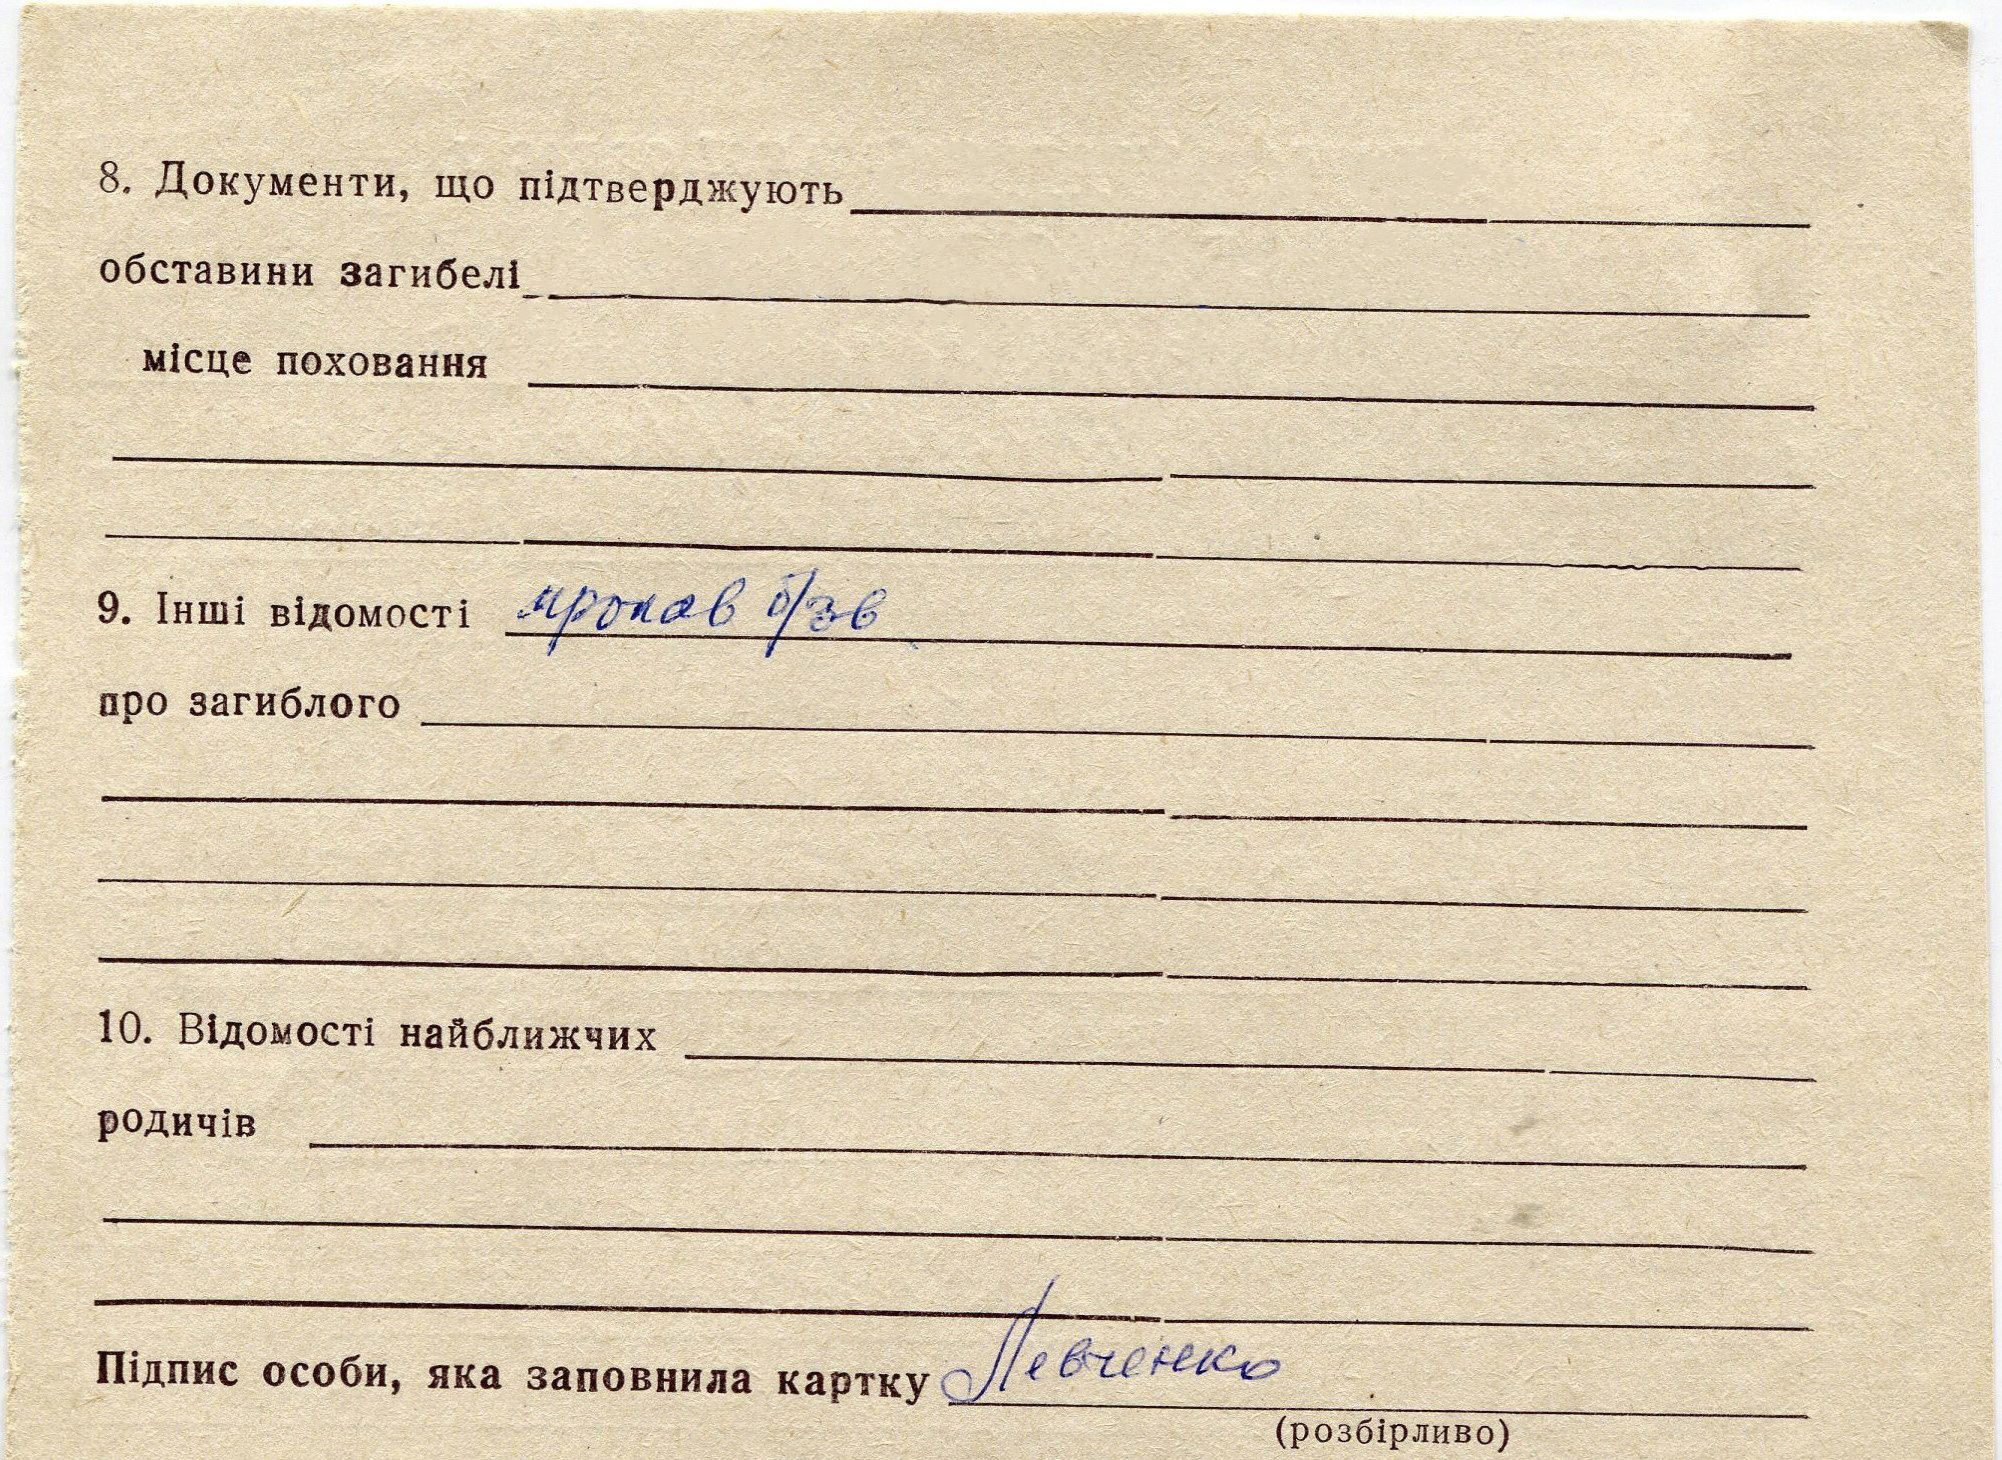 8. Документи, що підтверджують
обставини загибелі
місце поховання
9. Інші відомості пропав б/зв
про загиблого
10. Відомості найближчих
родичів
Підпис особи, яка заповнила картку Левченко
(розбірливо)